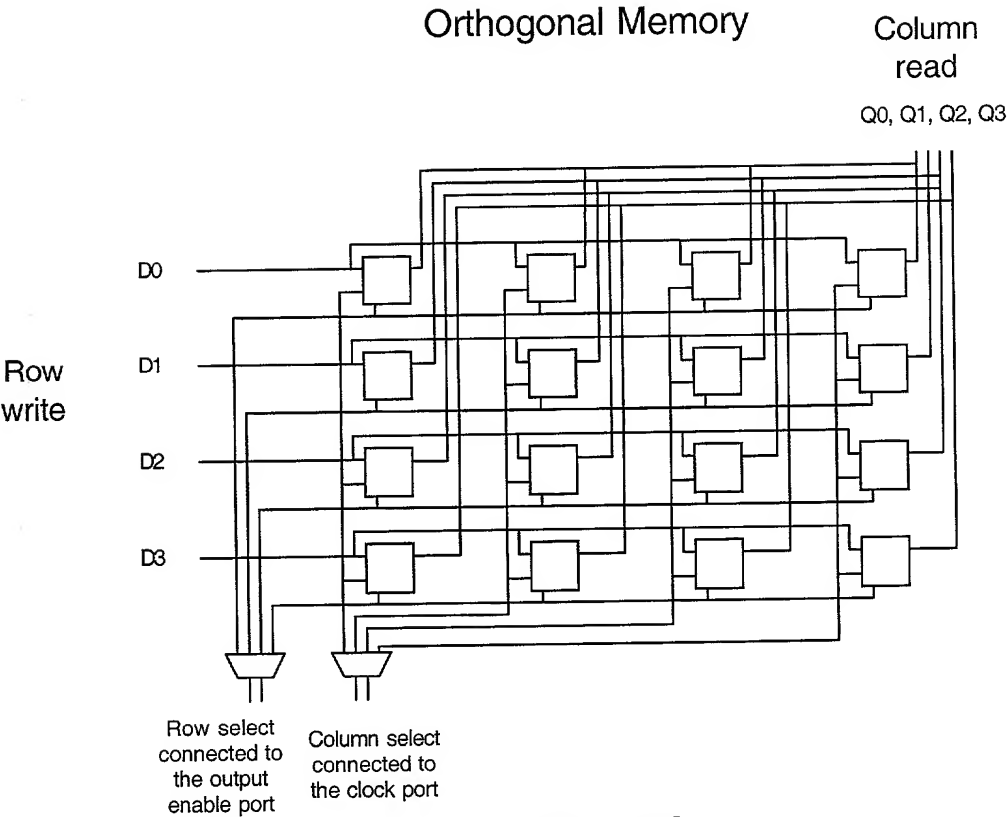 Orthogonal Memory
Column
read
Q0, Q1, Q2, Q3
D0
D1
Row
write
D2
D3
Row select
connected to
the output
enable port
Column select
connected to
the clock port